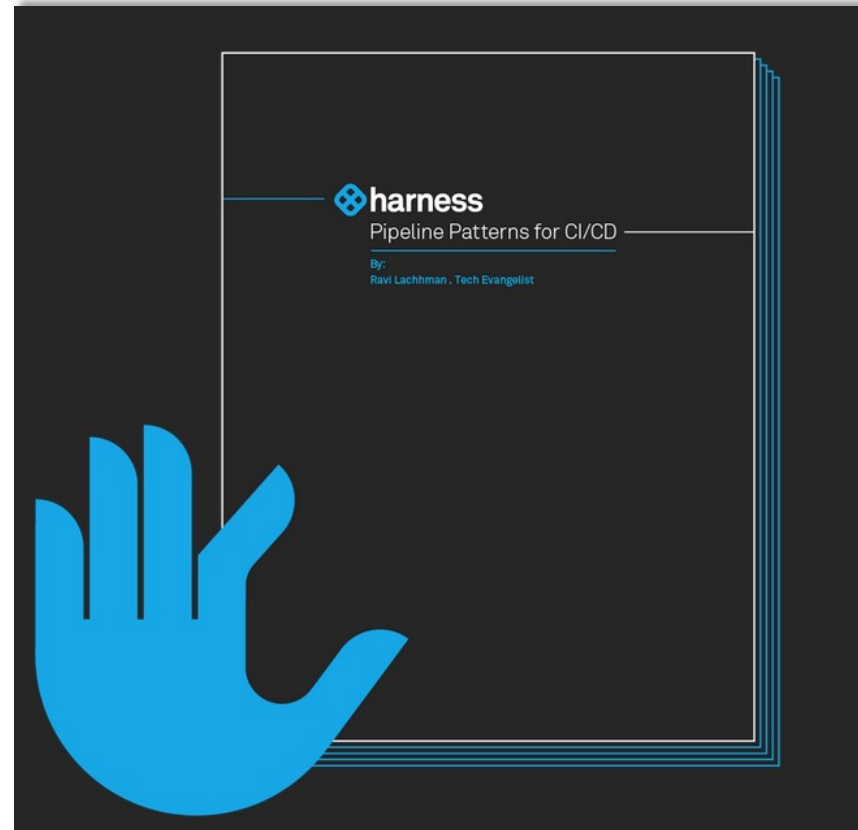 harness
Pipeline Patterns for CI/CD
By:
Ravi Lachhman , Tech Evangelist